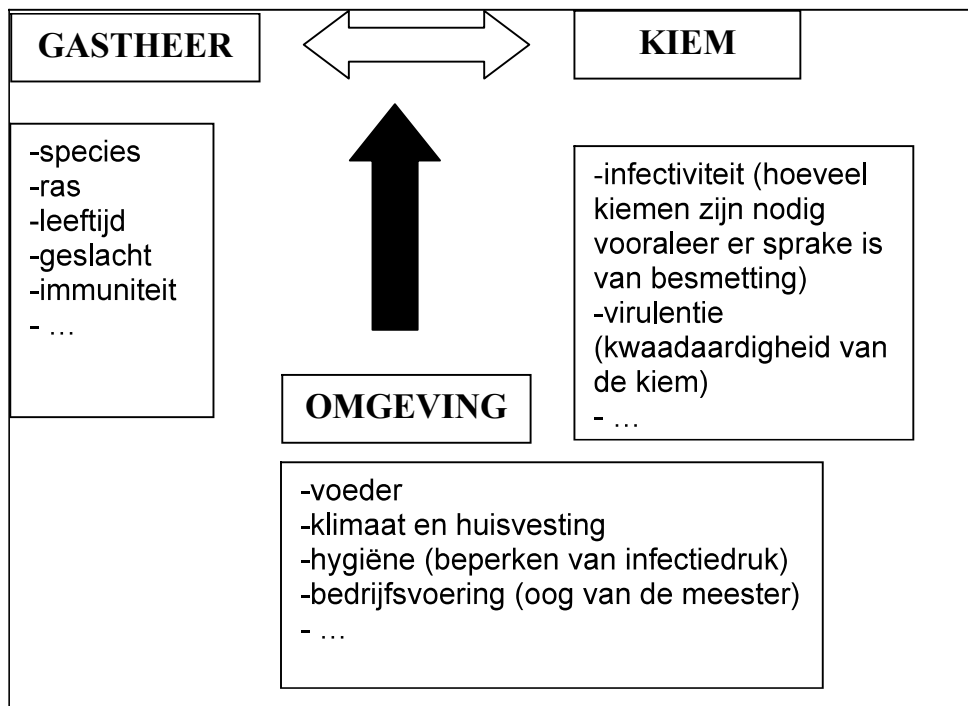 GASTHEER
KIEM
-species
-ras
-leeftijd
-geslacht
-immuniteit
- …
-infectiviteit (hoeveel
kiemen zijn nodig
vooraleer er sprake is
van besmetting)
-virulentie
(kwaadaardigheid van
de kiem)
- …
OMGEVING
-voeder
-klimaat en huisvesting
-hygiëne (beperken van infectiedruk)
-bedrijfsvoering (oog van de meester)
- …